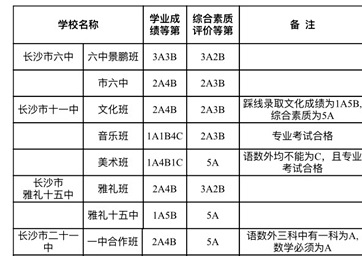 学校名称 学业成绩等第 综合素质评价等第 备 注
长沙市六中 六中景鹏班 3A3B 3A2B
市六中 2A4B 2A3B
长沙市十一中 文化班 2A4B 2A3B 踩线录取文化成绩为1A5B,综合素质为5A
音乐班 1A1B4C 2A3B 专业考试合格
美术班 1A4B1C 5A 语数外均不能为C，且专业考试合格
长沙市雅礼十五中 雅礼班 2A4B 3A2B
雅礼十五中 1A5B 5A
长沙市二十一中 一中合作班 2A4B 5A 语数外三科中有一科为A,数学必须为A